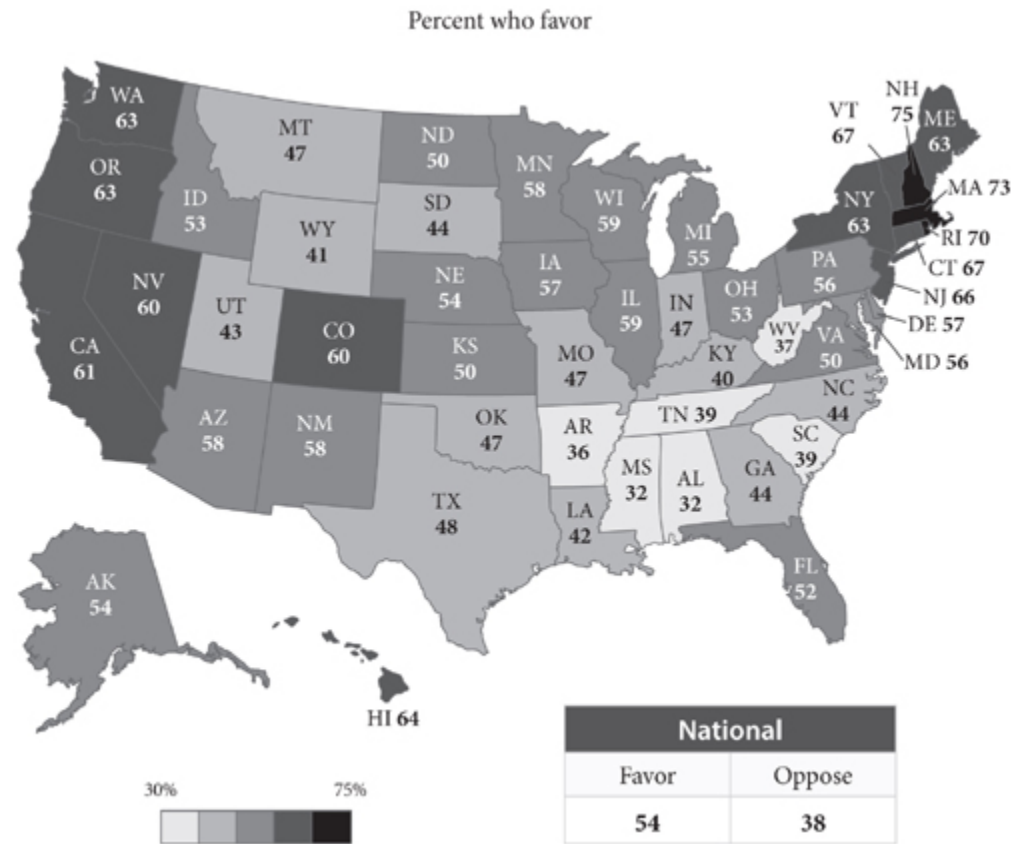 Percent who favor
WA
63
OR
63
CA
61
NV
60
ID
53
MT
47
WY
41
UT
43
CO
60
AZ
58
NM
58
ND
50
SD
44
NE
54
KS
50
OK
47
TX
48
MN
58
IA
57
MO
47
AR
36
LA
42
WI
59
IL
59
MI
55
IN
47
OH
53
KY
40
TN 39
MS
32
AL
32
GA
44
FL
52
SC
39
NC
44
VA
50
WV
37
PA
56
NY
63
VT
67
NH
75
ME
63
MA 73
RI 70
CT 67
NJ 66
DE 57
MD 56
AK
54
HI 64
30% 75%
National
Favor Oppose
54 38